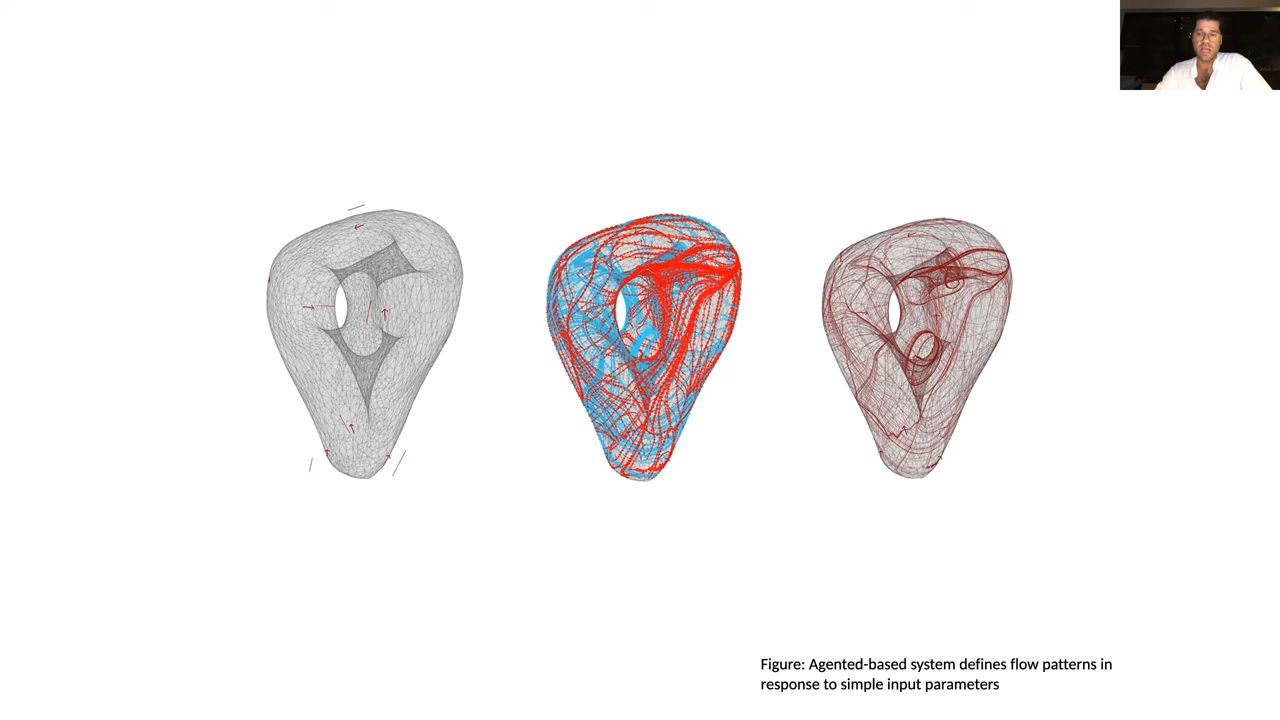 Figure: Agented-based system defines flow patterns in
response to simple input parameters